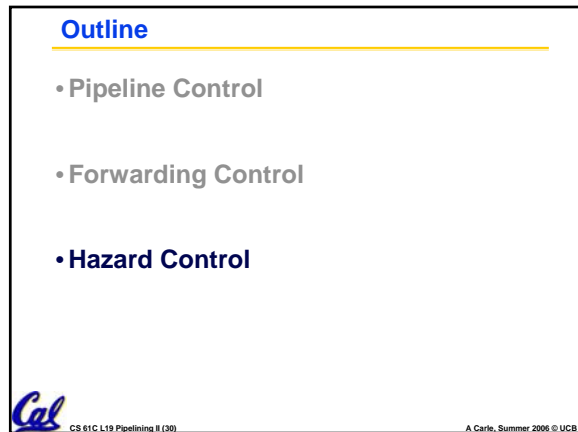 Outline
• Pipeline Control
• Forwarding Control
• Hazard Control
Cal
CS 61C L19 Pipelining II (30)
A Carle, Summer 2006 © UCB